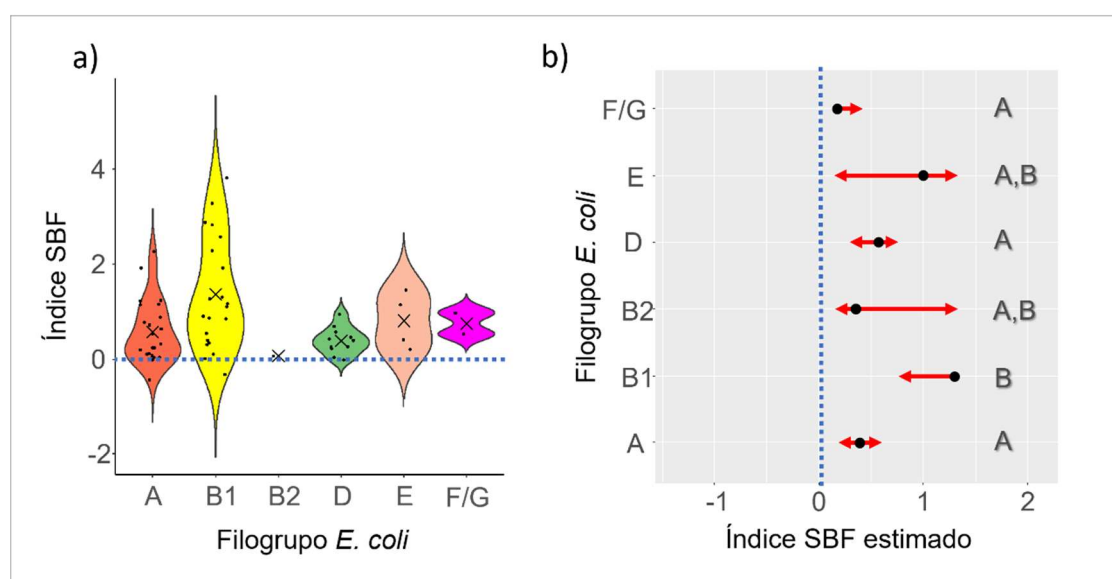 a)
Índice SBF
4
2
0
-2
A B1 B2 D E F/G
Filogrupo E. coli
b)
Filogrupo E. coli
F/G A
E A,B
D A
B2 A,B
B1 B
A A
-1 0 1 2
Índice SBF estimado